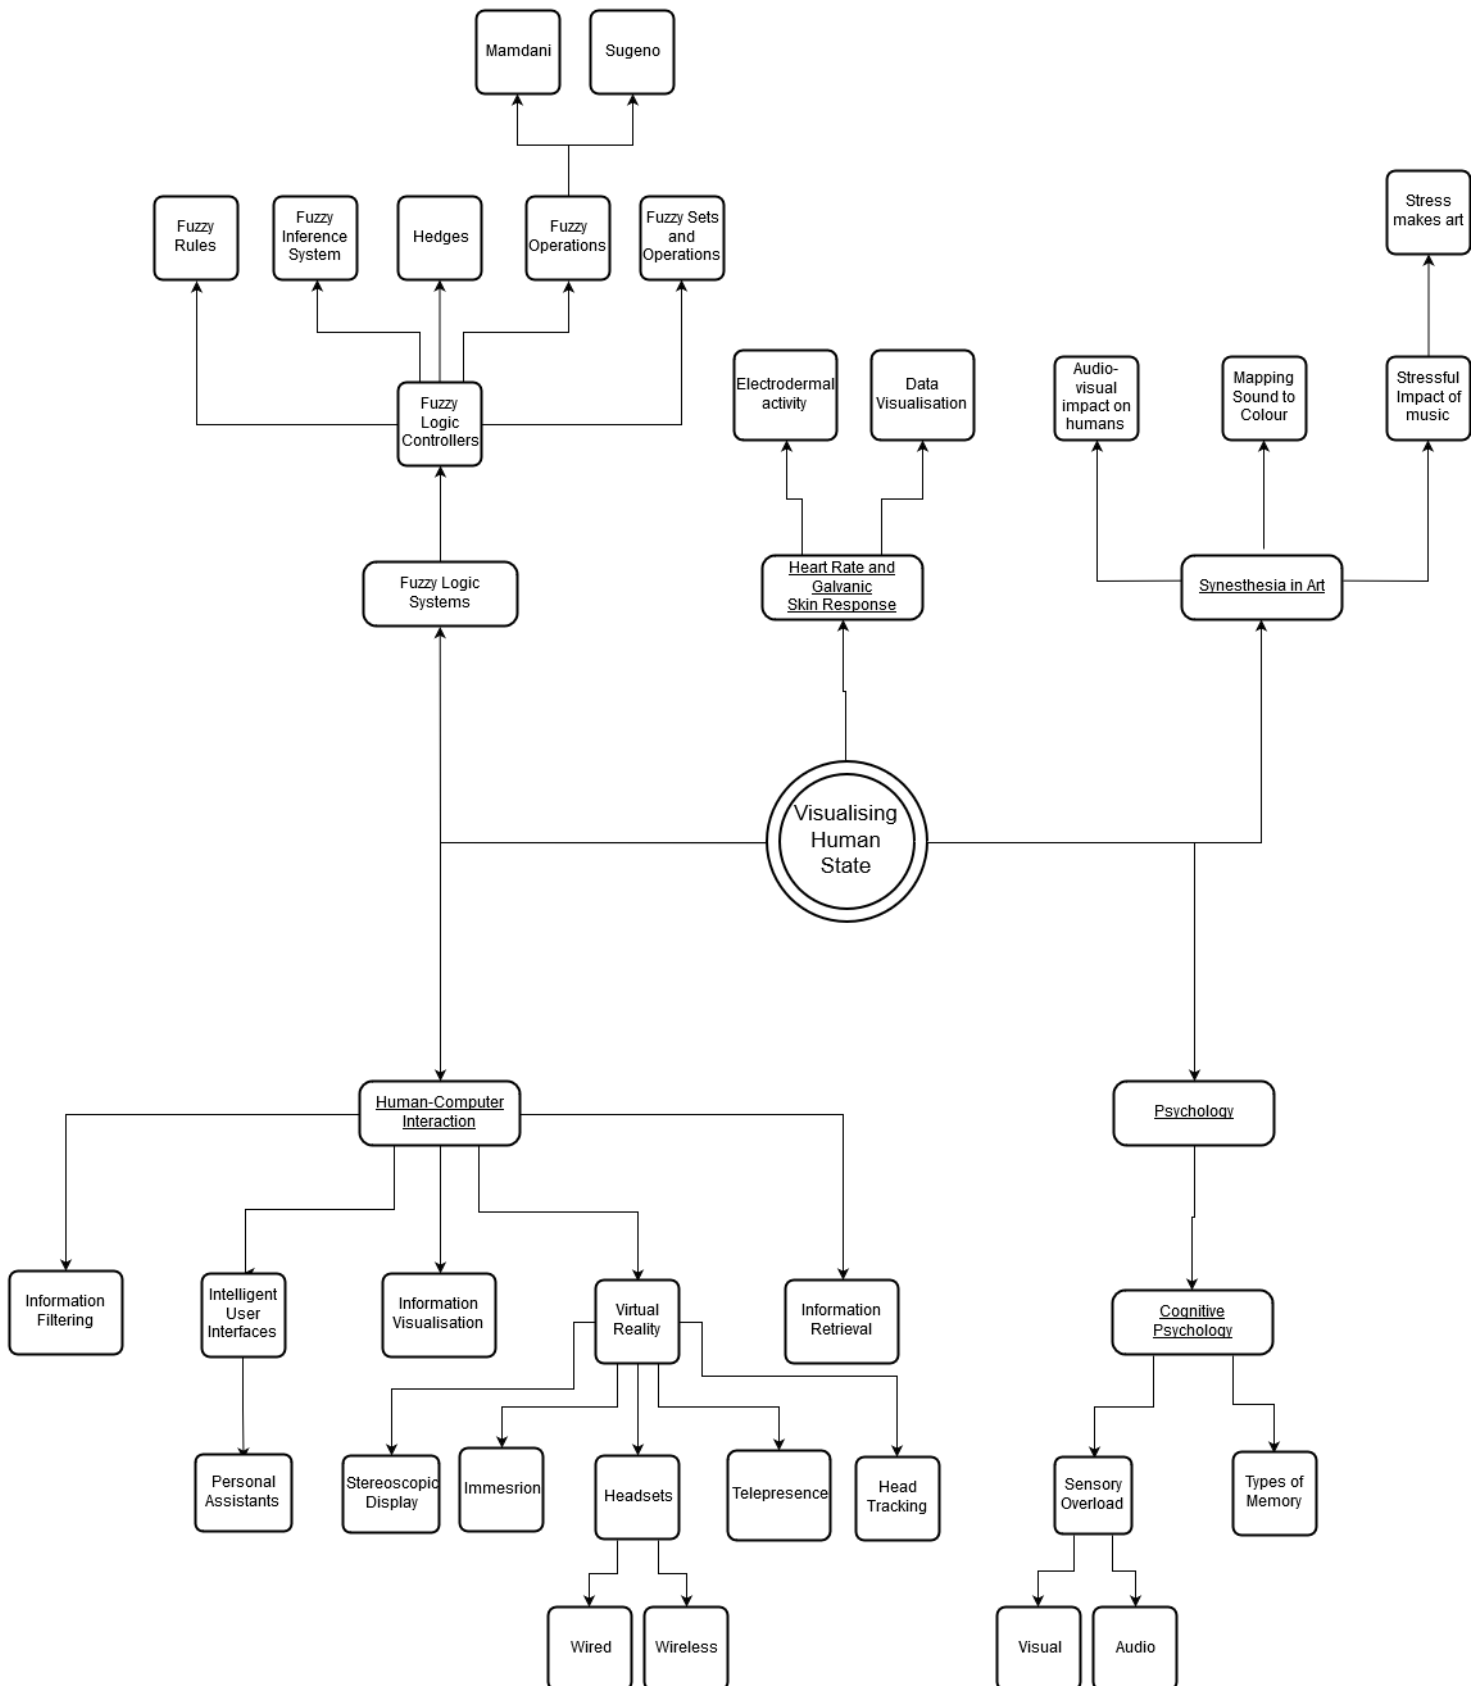 Mamdani
Sugeno
Fuzzy
Rules
Fuzzy
Inference
System
Hedges
Fuzzy
Operations
Fuzzy Sets
and
Operations
Stress
makes art
Electrodermal
activity
Data
Visualisation
Audio-
visual
impact on
humans
Mapping
Sound to
Colour
Stressful
Impact of
music
Fuzzy
Logic
Controllers
Fuzzy Logic
Systems
Heart Rate and
Galvanic
Skin Response
Synesthesia in Art
Visualising
Human
State
Human-Computer
Interaction
Psychology
Information
Filtering
Intelligent
User
Interfaces
Information
Visualisation
Virtual
Reality
Information
Retrieval
Cognitive
Psychology
Personal
Assistants
Stereoscopic
Display
Immesrion
Headsets
Telepresence
Head
Tracking
Sensory
Overload
Types of
Memory
Wired
Wireless
Visual
Audio